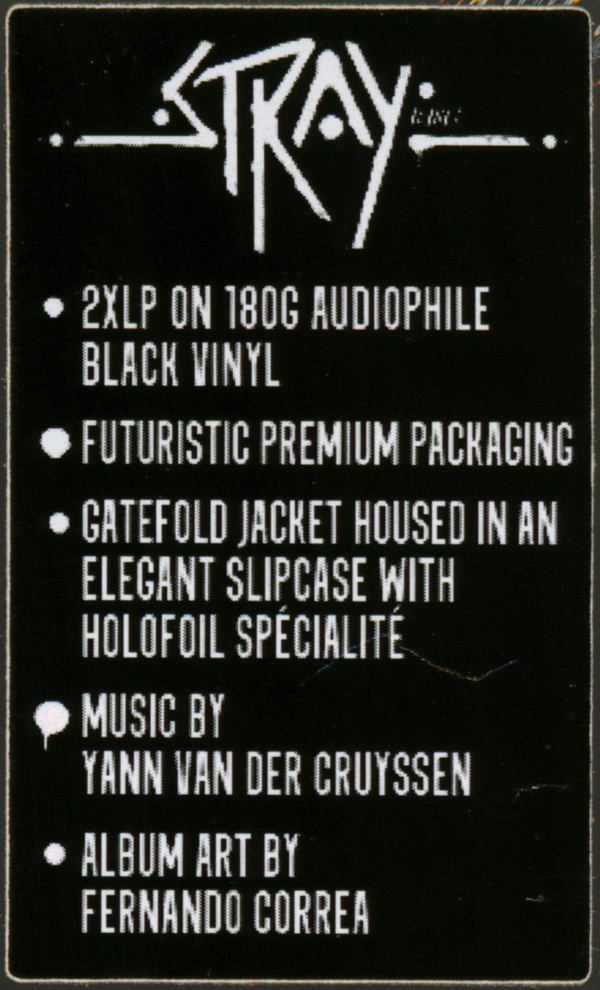 STRAY
2XLP ON 180G AUDIOPHILE
BLACK VINYL
FUTURISTIC PREMIUM PACKAGING
GATEFOLD JACKET HOUSED IN AN
ELEGANT SLIPCASE WITH
HOLOFOIL SPÉCIALITÉ
MUSIC BY
YANN VAN DER CRUYSSEN
ALBUM ART BY
FERNANDO CORREA